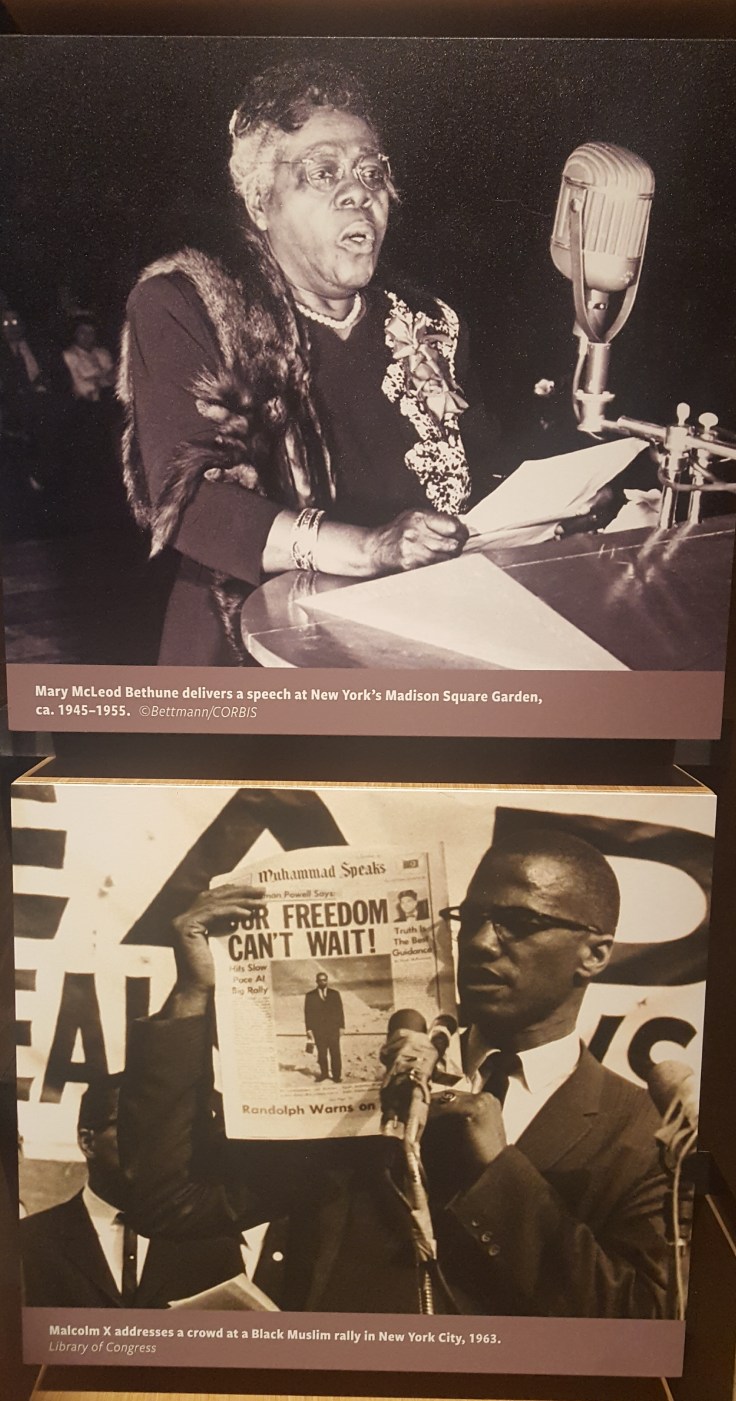 Mary McLeod Bethune delivers a speech at New York's Madison Square Garden,
ca. 1945–1955. ©Bettmann/CORBIS
Muhammad Speaks
Powell Says:
OUR FREEDOM
CAN'T WAIT!
Truth Is
The Best
Guidance
Hits Slow
Pace At
Big Rally
Randolph Warns on
Malcolm X addresses a crowd at a Black Muslim rally in New York City, 1963.
Library of Congress